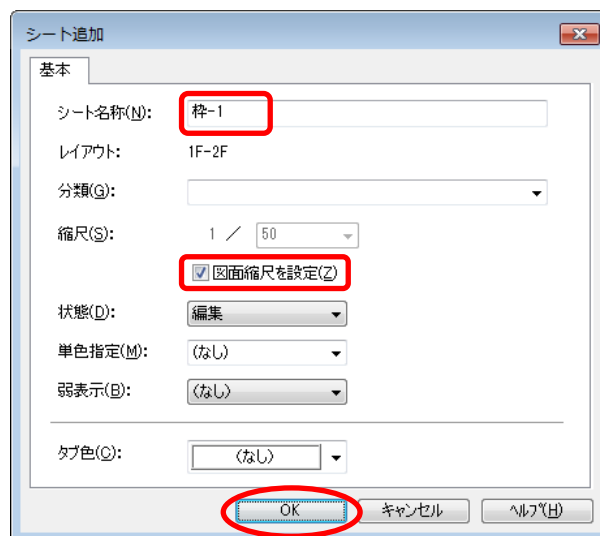 シート追加
基本
シート名称(N): 枠-1
レイアウト: 1F-2F
分類(G):
縮尺(S): 1 ／ 50
図面縮尺を設定(Z)
状態(D): 編集
単色指定(M): (なし)
弱表示(B): (なし)
タブ色(C): (なし)
OK キャンセル ヘルプ(H)